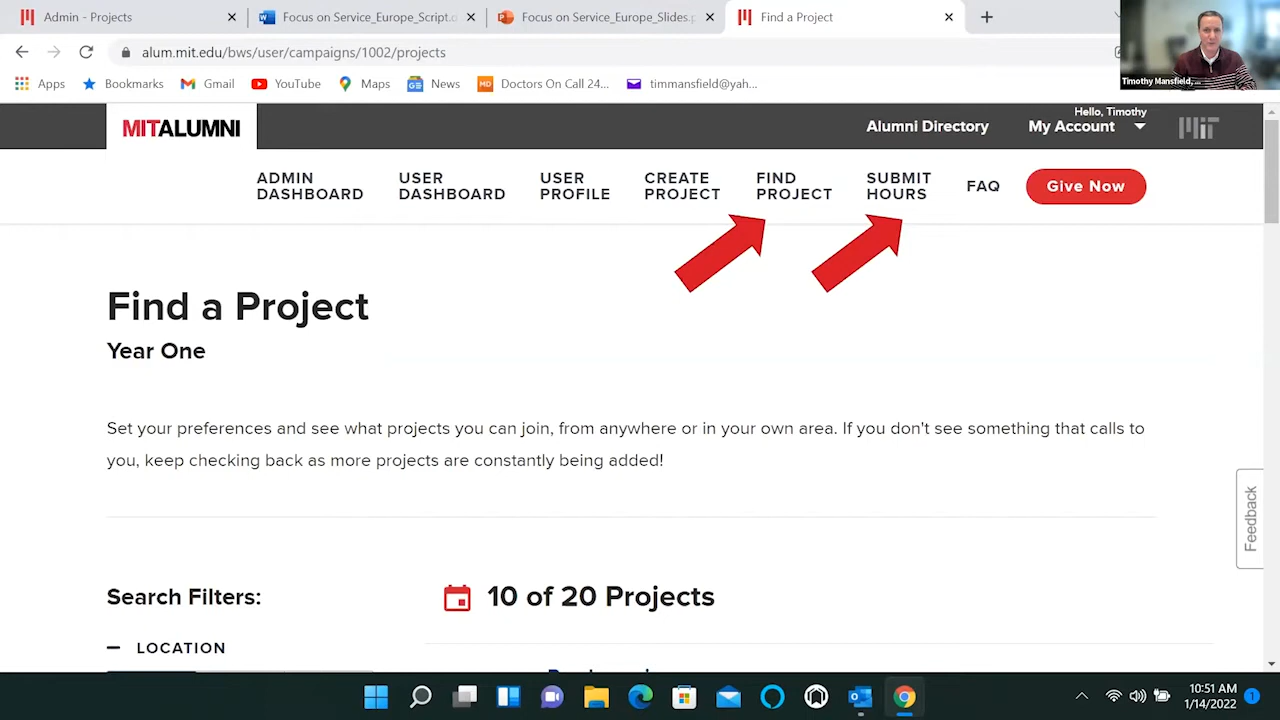 Admin - Projects
Focus on Service_Europe_Script.d
Focus on Service_Europe_Slides.p
Find a Project
alum.mit.edu/bws/user/campaigns/1002/projects
Apps
Bookmarks
Gmail
YouTube
Maps
News
MD
Doctors On Call 24...
timmansfield@yah...
Timothy Mansfield, ...
MITALUMNI
Alumni Directory
Hello, Timothy
My Account
ADMIN
DASHBOARD
USER
DASHBOARD
USER
PROFILE
CREATE
PROJECT
FIND
PROJECT
SUBMIT
HOURS
FAQ
Give Now
Find a Project
Year One
Set your preferences and see what projects you can join, from anywhere or in your own area. If you don't see something that calls to
you, keep checking back as more projects are constantly being added!
Feedback
Search Filters:
10 of 20 Projects
LOCATION
10:51 AM
1/14/2022
1